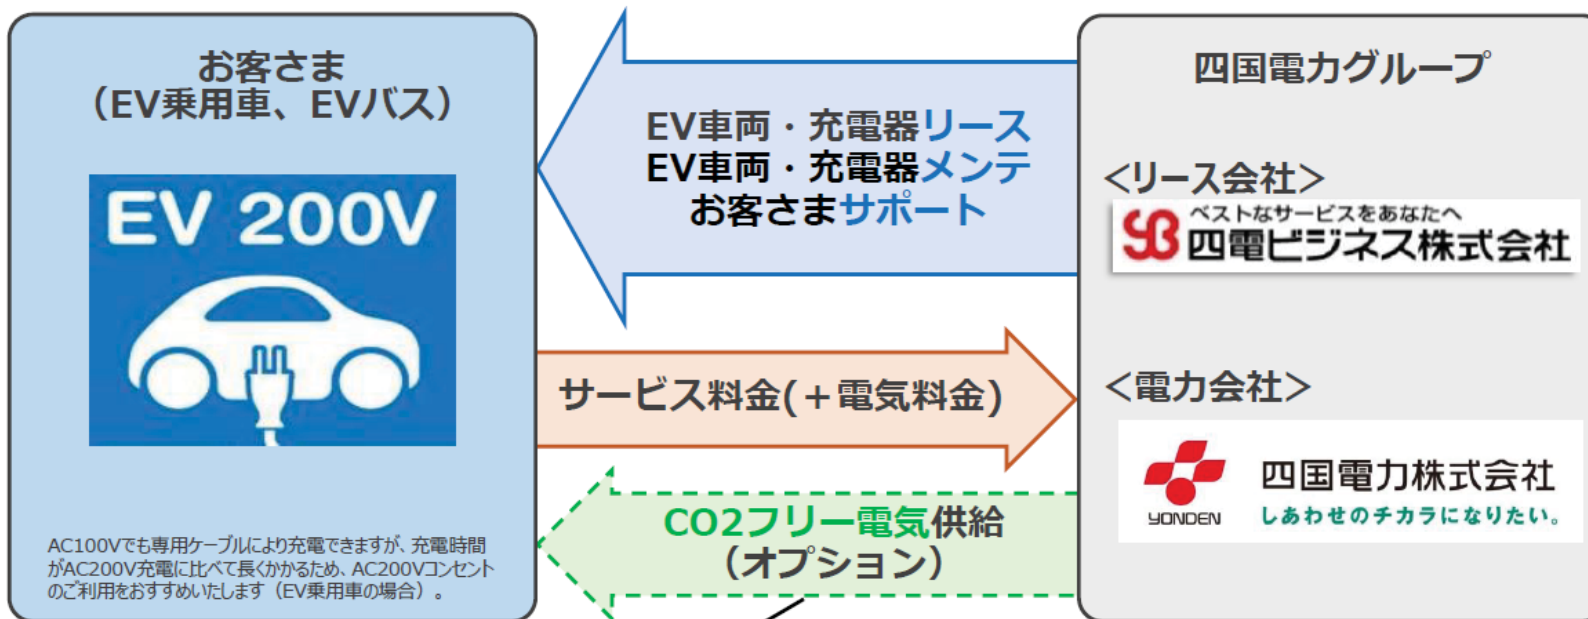 お客さま
（EV乗用車、EVバス）
EV 200V
AC100Vでも専用ケーブルにより充電できますが、充電時間
がAC200V充電に比べて長くかかるため、AC200Vコンセント
のご利用をおすすめいたします（EV乗用車の場合）。
EV車両・充電器リース
EV車両・充電器メンテ
お客さまサポート
サービス料金(＋電気料金)
CO2フリー電気供給
（オプション）
四国電力グループ
＜リース会社＞
ベストなサービスをあなたへ
四電ビジネス株式会社
＜電力会社＞
YONDEN
四国電力株式会社
しあわせのチカラになりたい。